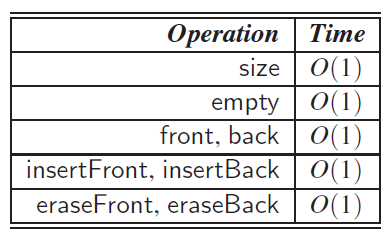 Operation Time
size O(1)
empty O(1)
front, back O(1)
insertFront, insertBack O(1)
eraseFront, eraseBack O(1)